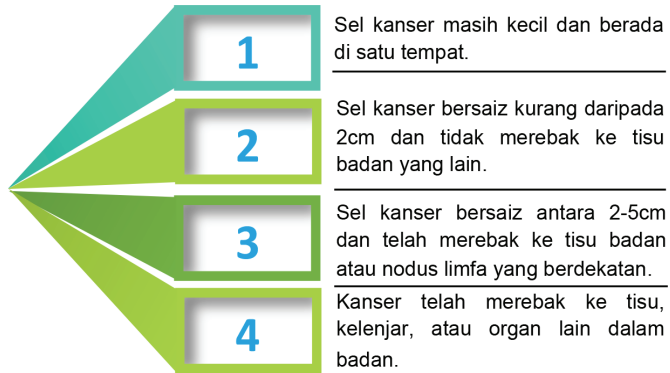 1
Sel kanser masih kecil dan berada
di satu tempat.
2
Sel kanser bersaiz kurang daripada
2cm dan tidak merebak ke tisu
badan yang lain.
3
Sel kanser bersaiz antara 2-5cm
dan telah merebak ke tisu badan
atau nodus limfa yang berdekatan.
4
Kanser telah merebak ke tisu,
kelenjar, atau organ lain dalam
badan.